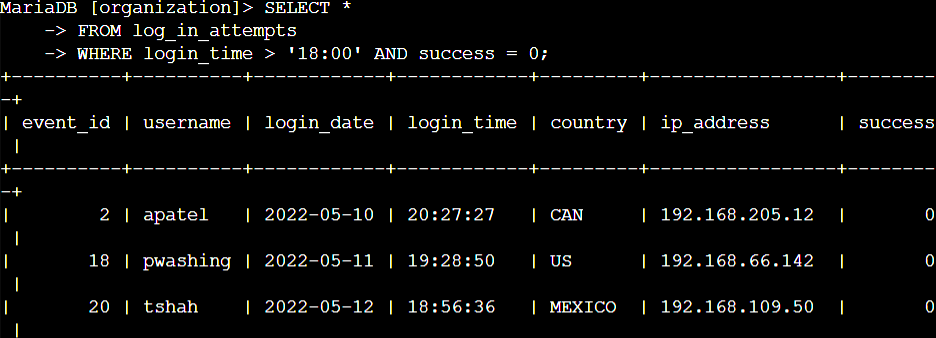 MariaDB [organization]> SELECT *
    -> FROM log_in_attempts
    -> WHERE login_time > '18:00' AND success = 0;
+----------+----------+------------+------------+---------+-----------------+--------
-+
| event_id | username | login_date | login_time | country | ip_address      | success
 |
+----------+----------+------------+------------+---------+-----------------+--------
-+
|        2 | apatel   | 2022-05-10 | 20:27:27   | CAN     | 192.168.205.12  |       0
 |
|       18 | pwashing | 2022-05-11 | 19:28:50   | US      | 192.168.66.142  |       0
 |
|       20 | tshah    | 2022-05-12 | 18:56:36   | MEXICO  | 192.168.109.50  |       0
 |